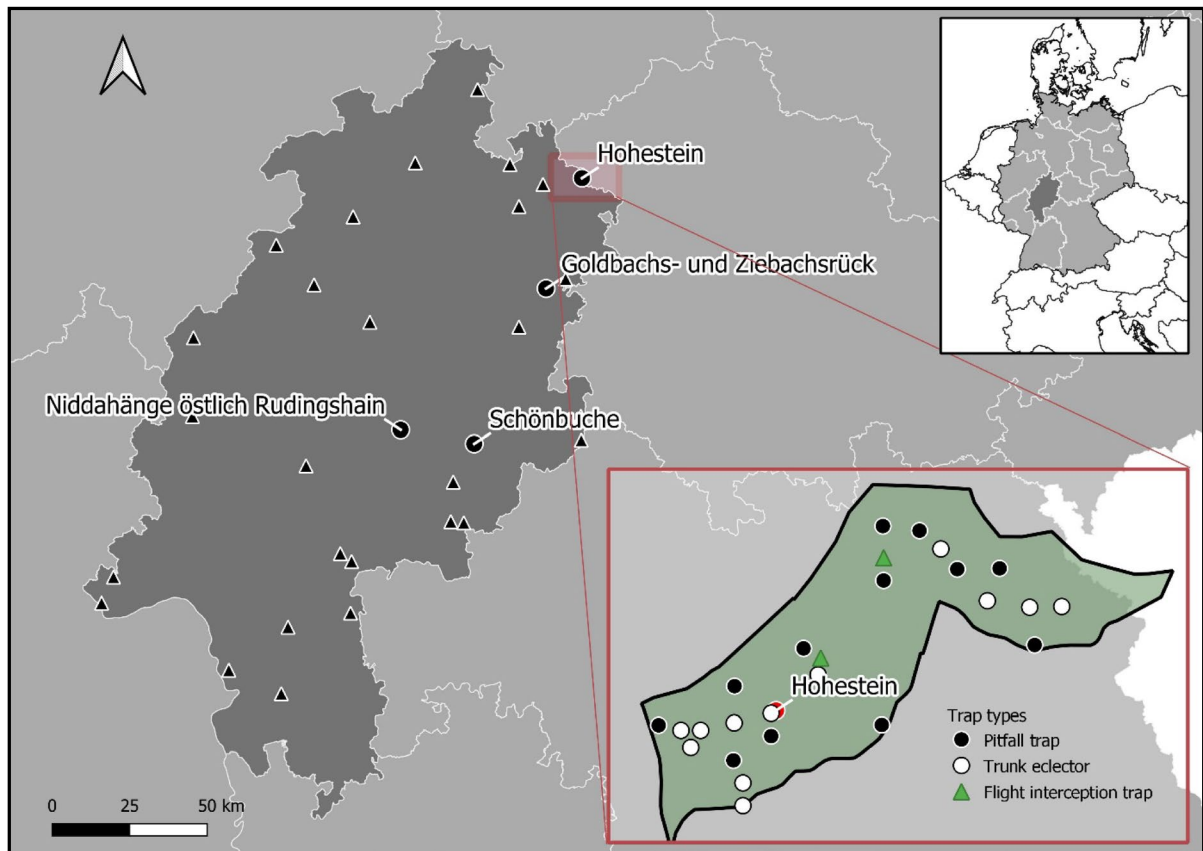 Hohestein
Goldbachs- und Ziebachsrück
Niddahänge östlich Rudingshain
Schönbuche
Hohestein
Trap types
Pitfall trap
Trunk eclector
Flight interception trap
0 25 50 km